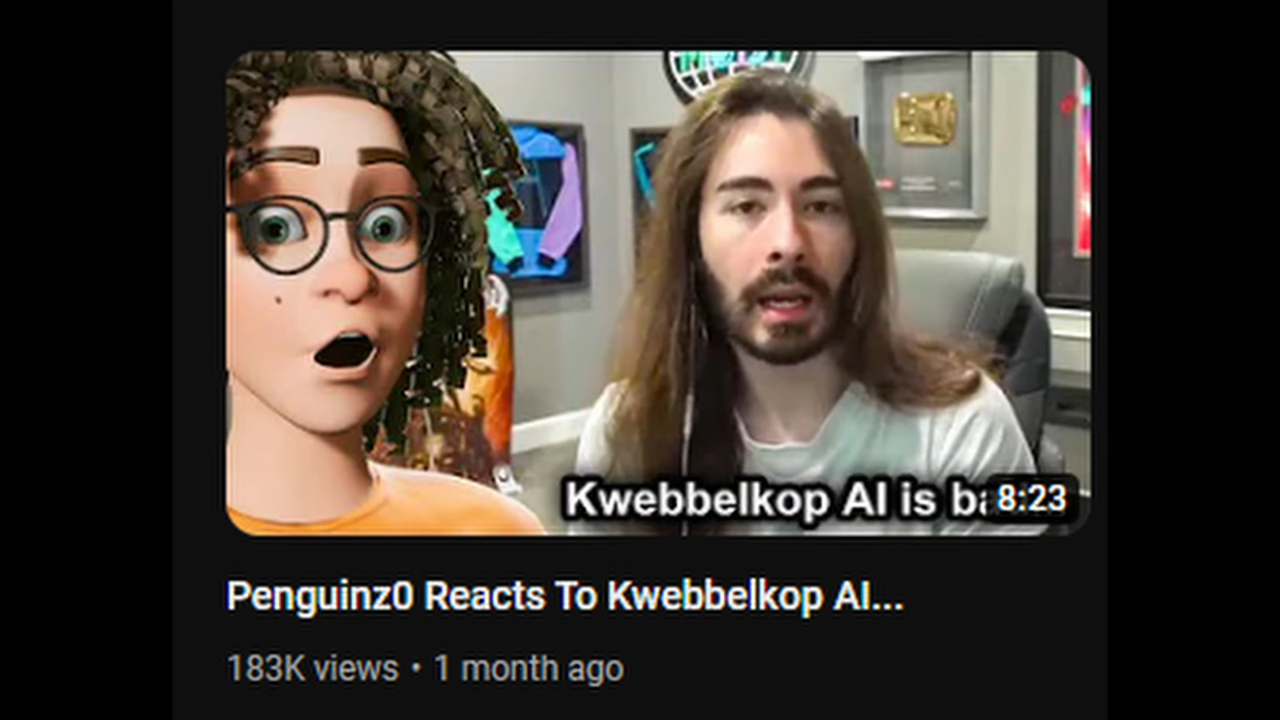 Kwebbelkop AI is ba
8:23
Penguinz0 Reacts To Kwebbelkop AI...
183K views • 1 month ago